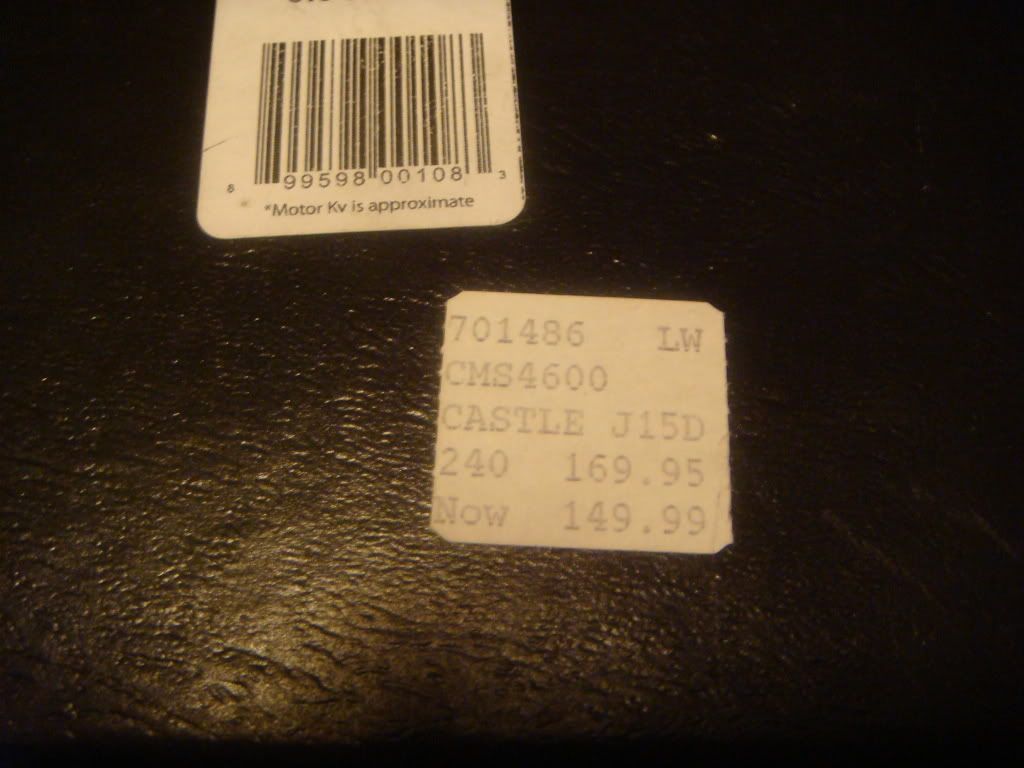 8 99598 00108 3
*Motor Kv is approximate
701486 LW
CMS4600
CASTLE J15D
240 169.95
Now 149.99